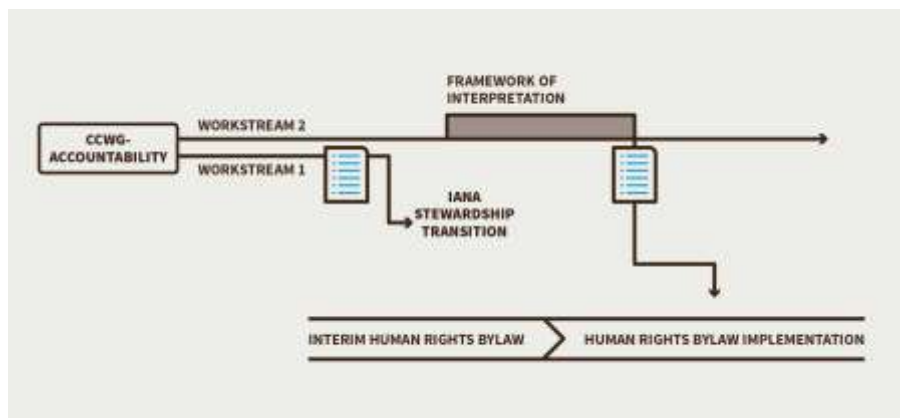 FRAMEWORK OF
INTERPRETATION
WORKSTREAM 2
CCWG-
ACCOUNTABILITY
WORKSTREAM 1
IANA
STEWARDSHIP
TRANSITION
INTERIM HUMAN RIGHTS BYLAW
HUMAN RIGHTS BYLAW IMPLEMENTATION